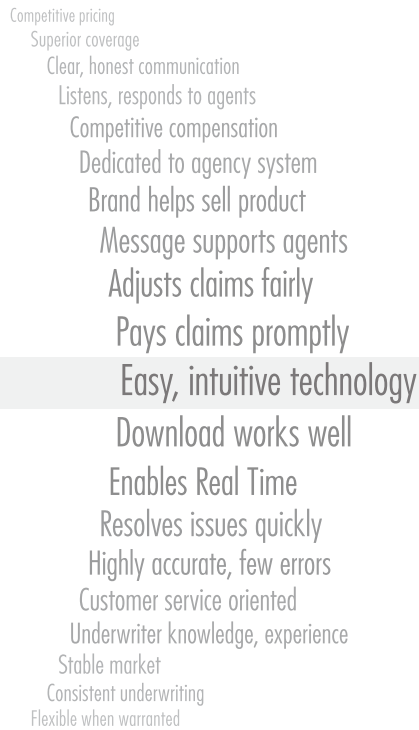 Competitive pricing
Superior coverage
Clear, honest communication
Listens, responds to agents
Competitive compensation
Dedicated to agency system
Brand helps sell product
Message supports agents
Adjusts claims fairly
Pays claims promptly
Easy, intuitive technology
Download works well
Enables Real Time
Resolves issues quickly
Highly accurate, few errors
Customer service oriented
Underwriter knowledge, experience
Stable market
Consistent underwriting
Flexible when warranted